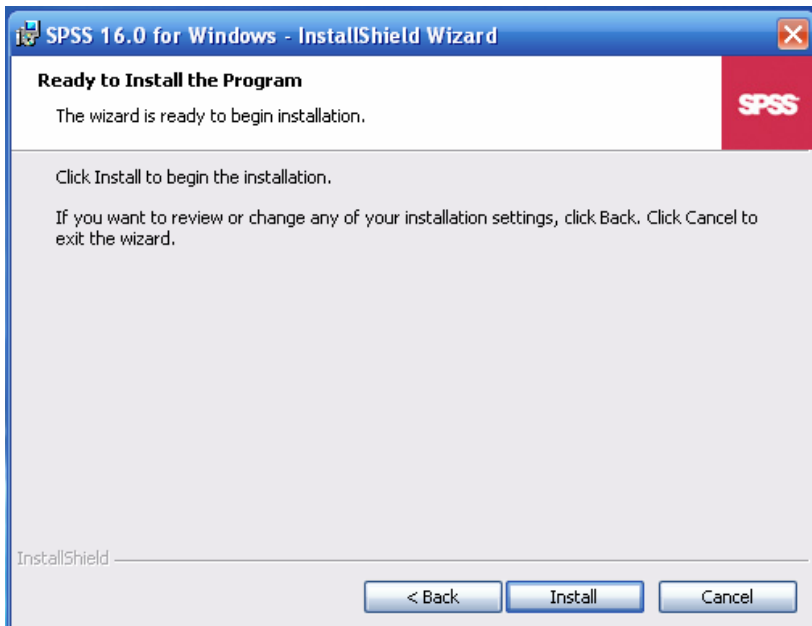 SPSS 16.0 for Windows - InstallShield Wizard
Ready to Install the Program
The wizard is ready to begin installation.
SPSS
Click Install to begin the installation.
If you want to review or change any of your installation settings, click Back. Click Cancel to
exit the wizard.
InstallShield
< Back
Install
Cancel